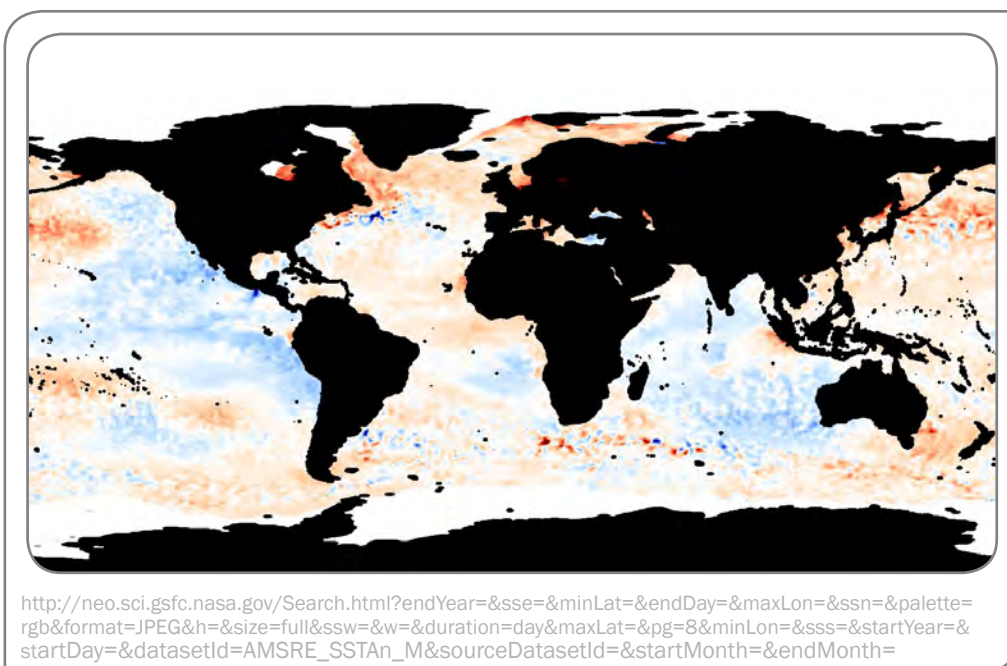 http://neo.sci.gsfc.nasa.gov/Search.html?endYear=&sse=&minLat=&endDay=&maxLon=&ssn=&palette=
rgb&format=JPEG&h=&size=full&ssw=&w=&duration=day&maxLat=&pg=8&minLon=&sss=&startYear=&
startDay=&datasetId=AMSRE_SSTAn_M&sourceDatasetId=&startMonth=&endMonth=